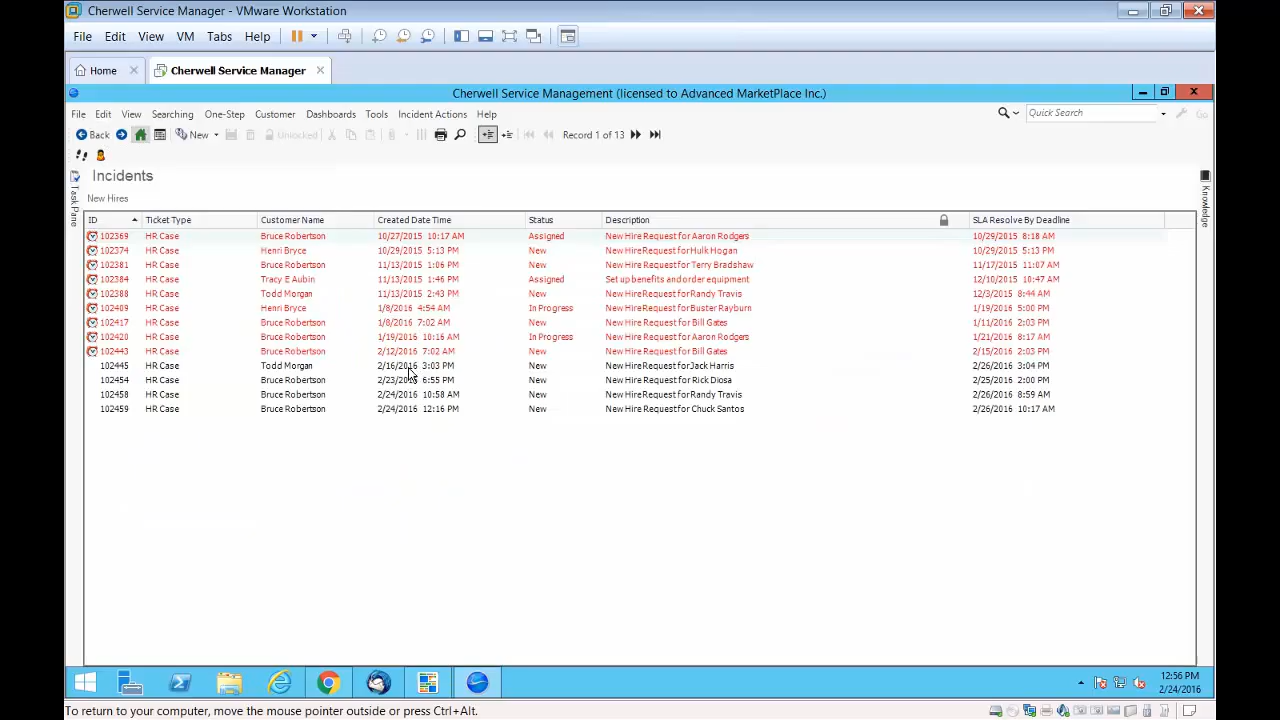 Cherwell Service Manager - VMware Workstation
File Edit View VM Tabs Help
Home Cherwell Service Manager
Cherwell Service Management (licensed to Advanced MarketPlace Inc.)
File Edit View Searching One-Step Customer Dashboards Tools Incident Actions Help Quick Search Go
Back New Unlocked Record 1 of 13
Incidents
Task Pane
Knowledge
New Hires
ID Ticket Type Customer Name Created Date Time Status Description SLA Resolve By Deadline
102369 HR Case Bruce Robertson 10/27/2015 10:17 AM Assigned New Hire Request for Aaron Rodgers 10/29/2015 8:18 AM
102374 HR Case Henri Bryce 10/29/2015 5:13 PM New New Hire Request for Hulk Hogan 10/29/2015 5:13 PM
102381 HR Case Bruce Robertson 11/13/2015 1:06 PM New New Hire Request for Terry Bradshaw 11/17/2015 11:07 AM
102384 HR Case Tracy E Aubin 11/13/2015 1:46 PM Assigned Set up benefits and order equipment 12/10/2015 10:47 AM
102388 HR Case Todd Morgan 11/13/2015 2:43 PM New New Hire Request for Randy Travis 12/3/2015 8:44 AM
102409 HR Case Henri Bryce 1/8/2016 4:54 AM In Progress New Hire Request for Buster Rayburn 1/19/2016 5:00 PM
102417 HR Case Bruce Robertson 1/8/2016 7:02 AM New New Hire Request for Bill Gates 1/11/2016 2:03 PM
102420 HR Case Bruce Robertson 1/19/2016 10:16 AM In Progress New Hire Request for Aaron Rodgers 1/21/2016 8:17 AM
102443 HR Case Bruce Robertson 2/12/2016 7:02 AM New New Hire Request for Bill Gates 2/15/2016 2:03 PM
102445 HR Case Todd Morgan 2/16/2016 3:03 PM New New Hire Request for Jack Harris 2/26/2016 3:04 PM
102454 HR Case Bruce Robertson 2/23/2016 6:55 PM New New Hire Request for Rick Diosa 2/25/2016 2:00 PM
102458 HR Case Bruce Robertson 2/24/2016 10:58 AM New New Hire Request for Randy Travis 2/26/2016 8:59 AM
102459 HR Case Bruce Robertson 2/24/2016 12:16 PM New New Hire Request for Chuck Santos 2/26/2016 10:17 AM
12:56 PM
2/24/2016
To return to your computer, move the mouse pointer outside or press Ctrl+Alt.